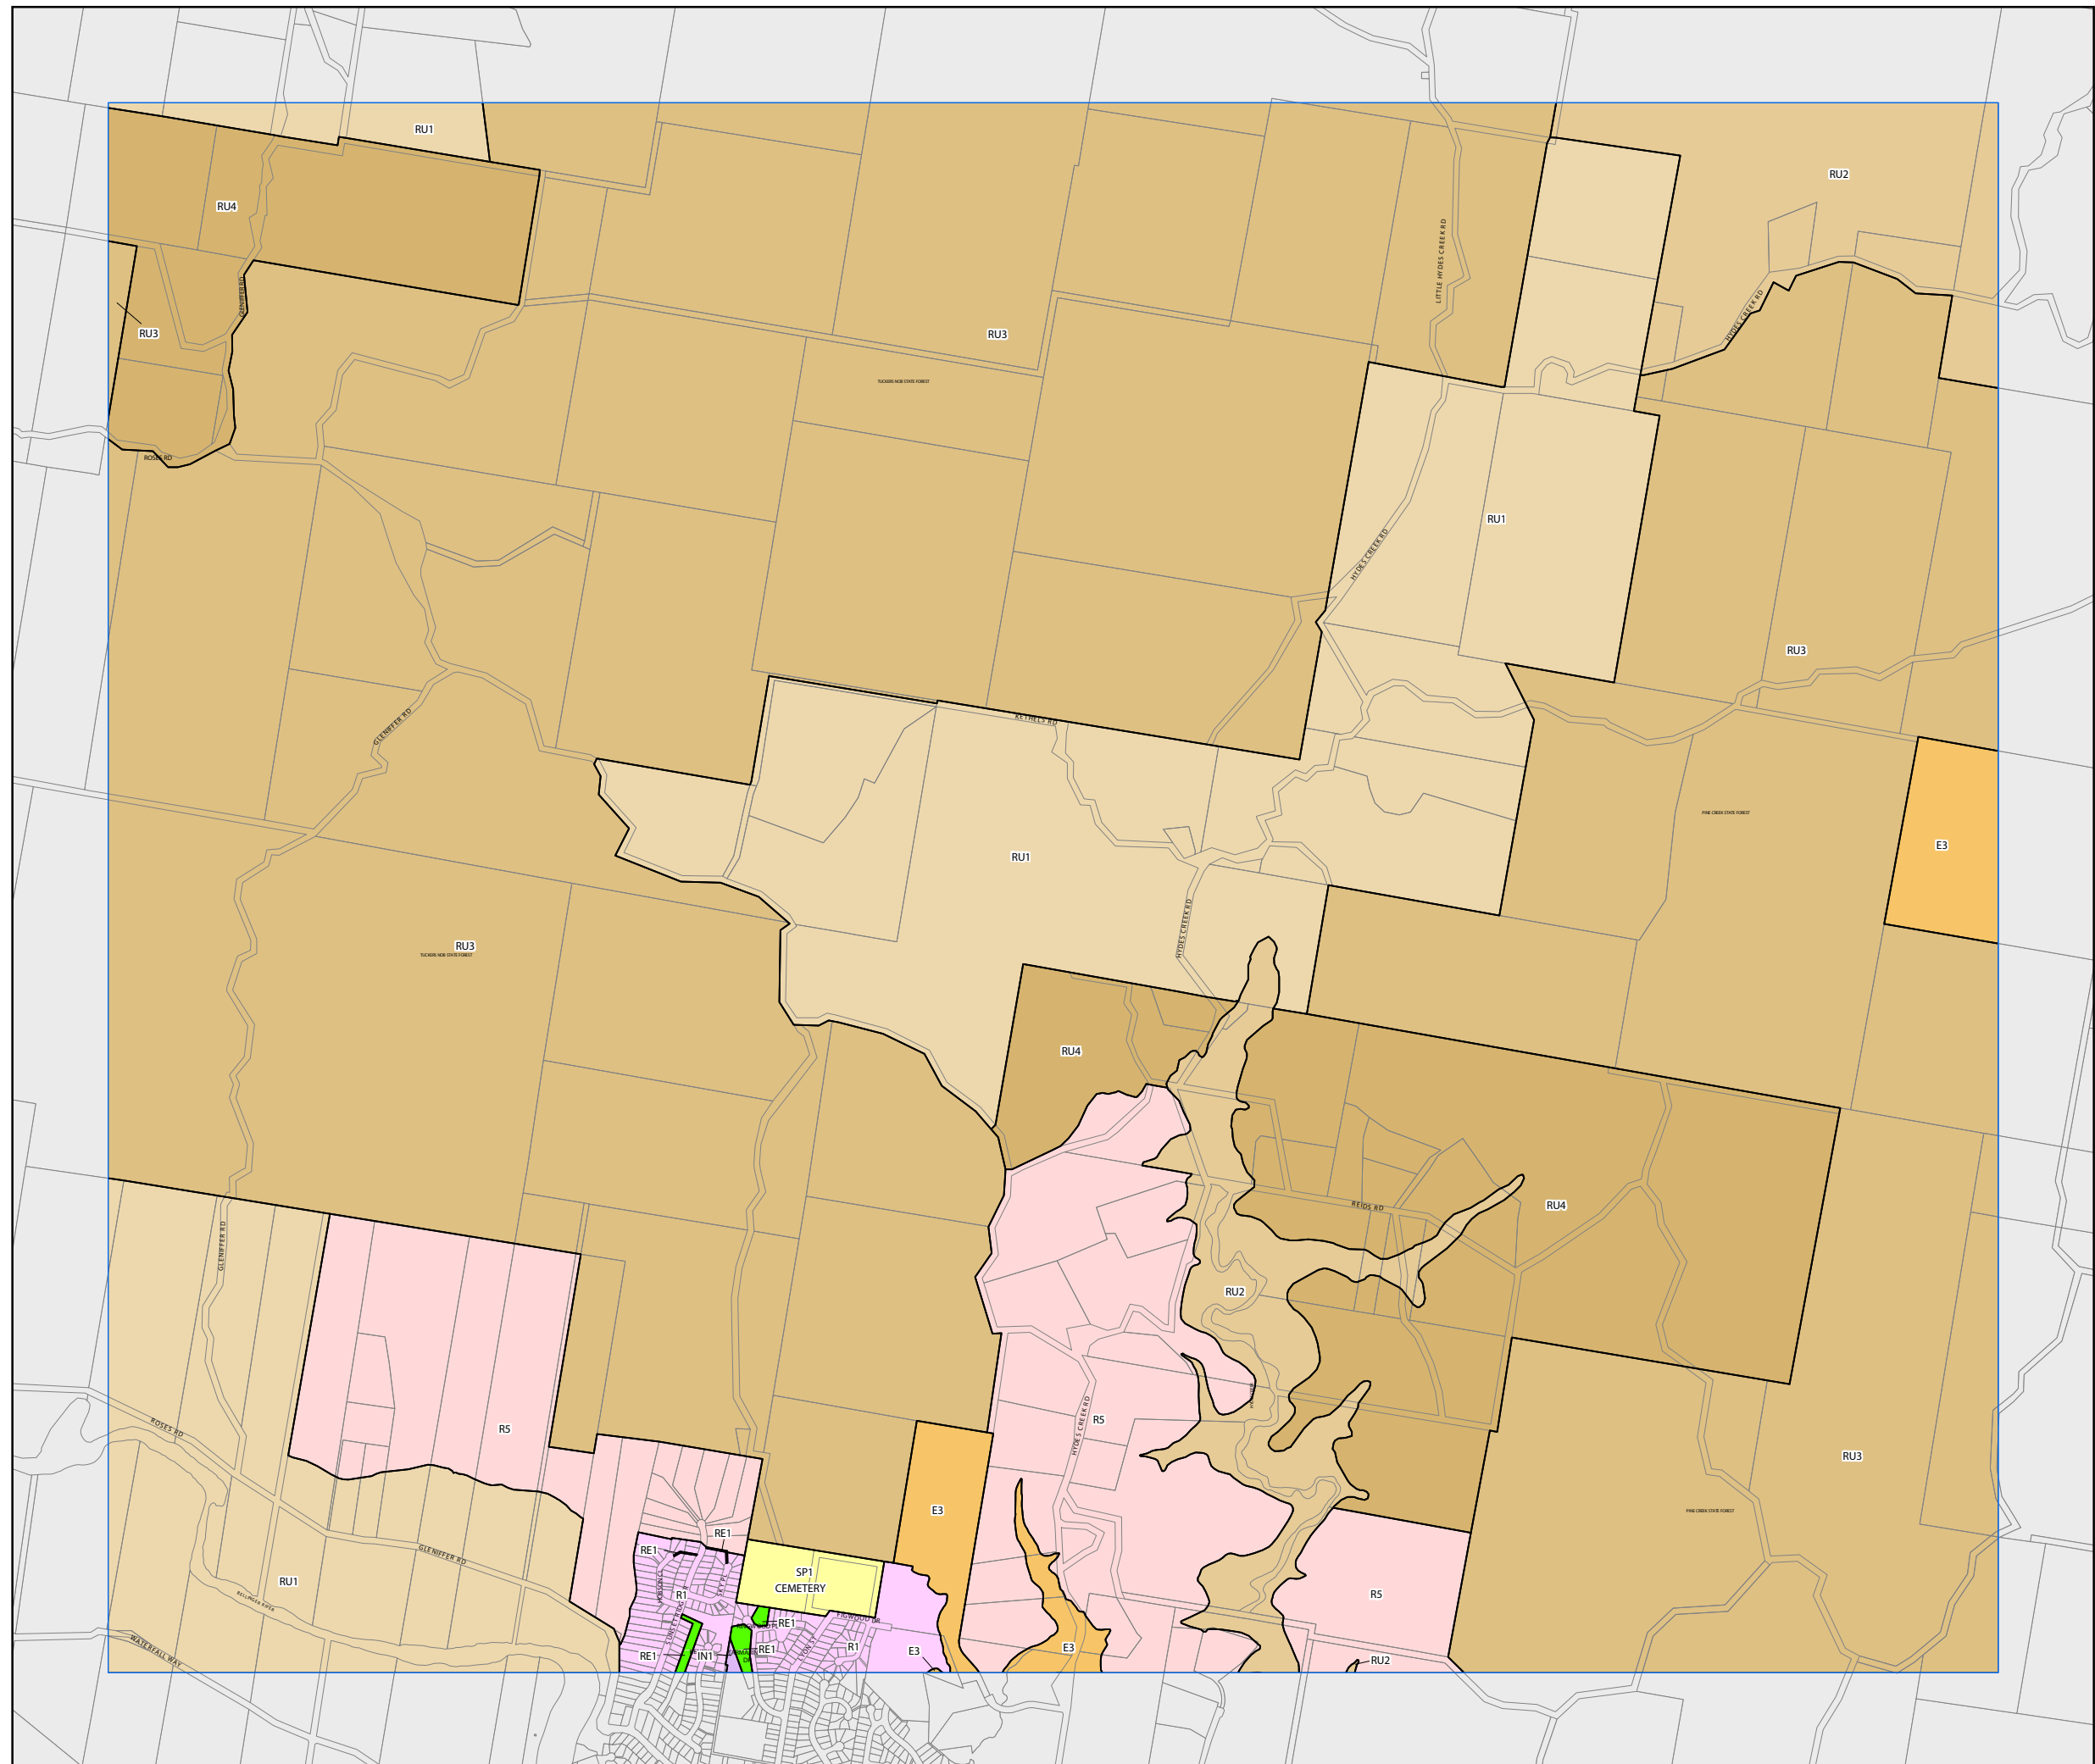 RU1
RU2
RU4
LITTLE HYDES CREEK RD
GLENIFFER RD
HYDES CREEK RD
RU3
RU3
TUCKERS NOB STATE FOREST
ROSES RD
RU1
HYDES CREEK RD
RU3
KETHELS RD
GLENIFFER RD
PINE CREEK STATE FOREST
E3
RU1
HYDES CREEK RD
RU3
TUCKERS NOB STATE FOREST
RU4
REIDS RD
RU4
GLENIFFER RD
RU2
R5
HYDES CREEK RD
ROSES RD
R5
RU3
E3
PINE CREEK STATE FOREST
RE1
RE1
GLENIFFER RD
SP1
CEMETERY
RU1
R1
R5
BELLINGER RIVER
RE1
WATERFALL WAY
R1
E3
E3
RE1
RE1
IN1
RU2